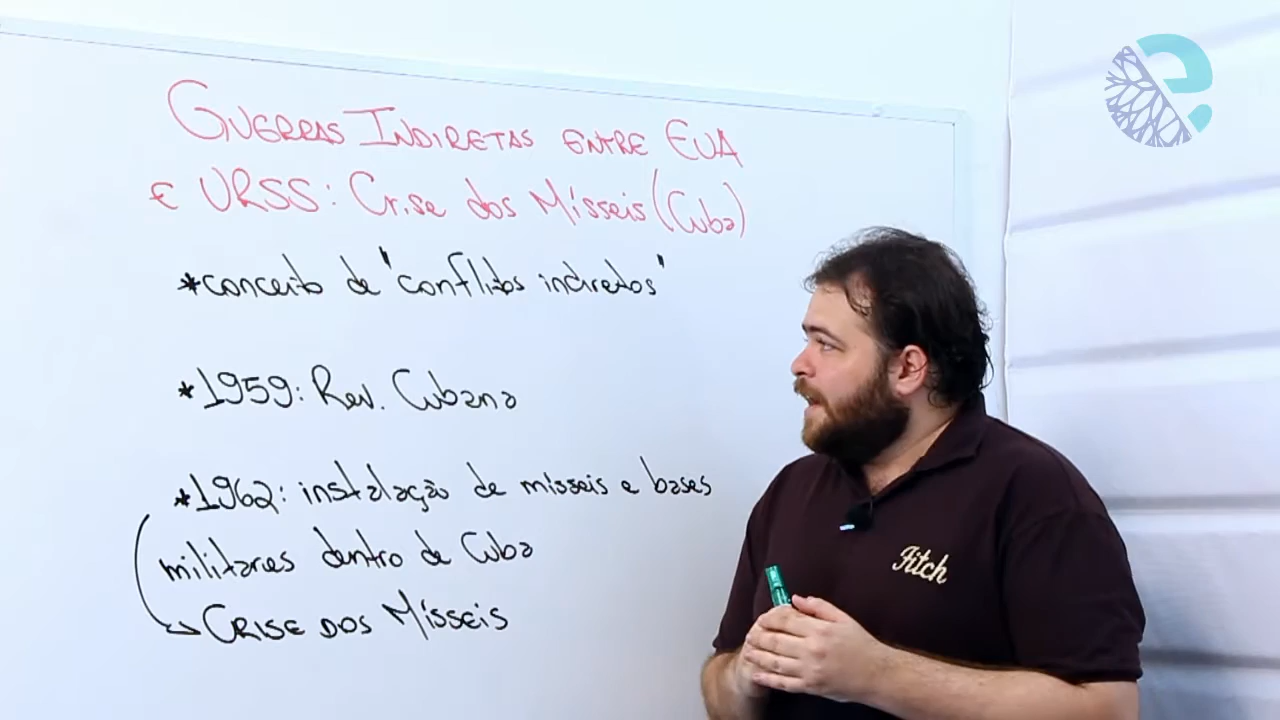 GUERRAS INDIRETAS ENTRE EUA
E URSS: Crise dos Mísseis (Cuba)
*conceito de "conflitos indiretos"
*1959: Rev. Cubana
*1962: instalação de mísseis e bases
militares dentro de Cuba
→ CRISE DOS MÍSSEIS
Fitch
e